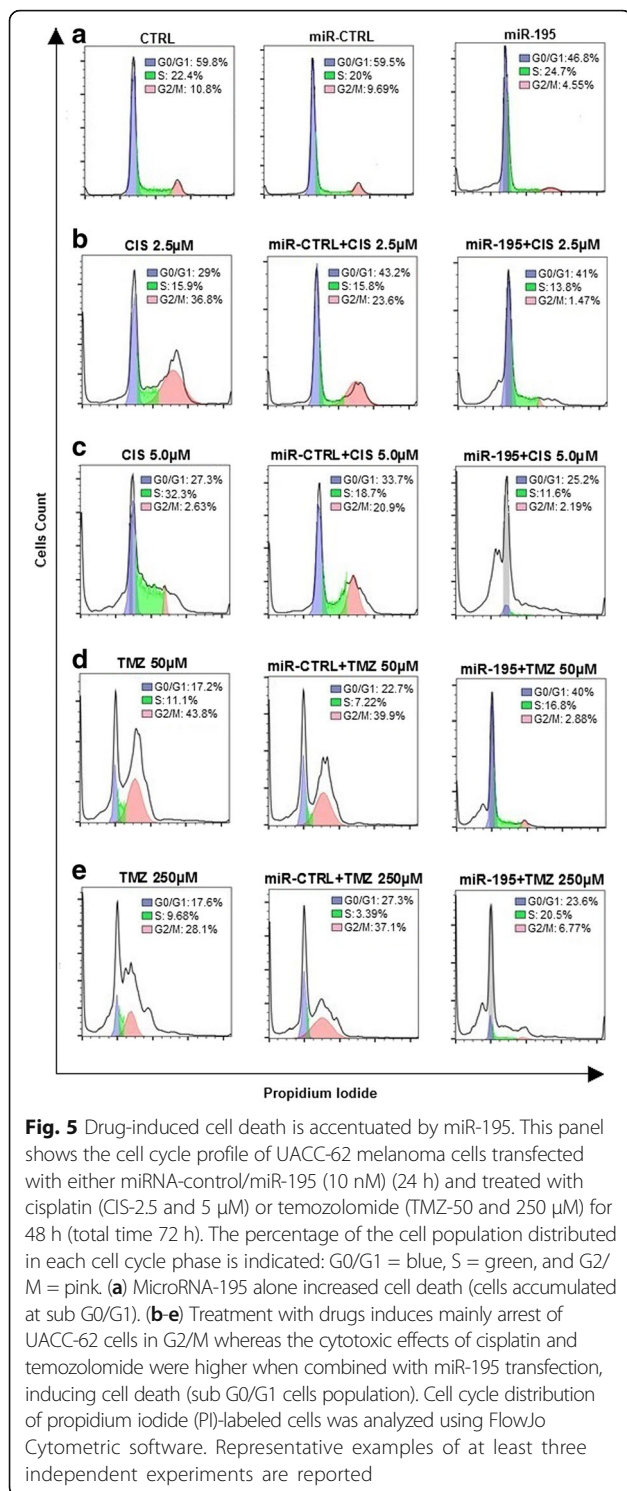 a
CTRL
G0/G1: 59.8%
S: 22.4%
G2/M: 10.8%
miR-CTRL
G0/G1: 59.5%
S: 20%
G2/M: 9.69%
miR-195
G0/G1:46.8%
S: 24.7%
G2/M: 4.55%
b
CIS 2.5µM
G0/G1: 29%
S: 15.9%
G2/M: 36.8%
miR-CTRL+CIS 2.5µM
G0/G1: 43.2%
S: 15.8%
G2/M: 23.6%
miR-195+CIS 2.5µM
G0/G1: 41%
S: 13.8%
G2/M: 1.47%
c
CIS 5.0µM
G0/G1: 27.3%
S: 32.3%
G2/M: 2.63%
miR-CTRL+CIS 5.0µM
G0/G1: 33.7%
S: 18.7%
G2/M: 20.9%
miR-195+CIS 5.0µM
G0/G1: 25.2%
S: 11.6%
G2/M: 2.19%
Cells Count
d
TMZ 50µM
G0/G1: 17.2%
S:11.1%
G2/M: 43.8%
miR-CTRL+TMZ 50µM
G0/G1: 22.7%
S: 7.22%
G2/M: 39.9%
miR-195+TMZ 50µM
G0/G1: 40%
S:16.8%
G2/M: 2.88%
e
TMZ 250µM
G0/G1: 17.6%
S: 9.68%
G2/M: 28.1%
miR-CTRL+TMZ 250µM
G0/G1: 27.3%
S: 3.39%
G2/M: 37.1%
miR-195+TMZ 250µM
G0/G1: 23.6%
S: 20.5%
G2/M: 6.77%
Propidium Iodide
Fig. 5 Drug-induced cell death is accentuated by miR-195. This panel
shows the cell cycle profile of UACC-62 melanoma cells transfected
with either miRNA-control/miR-195 (10 nM) (24 h) and treated with
cisplatin (CIS-2.5 and 5 μM) or temozolomide (TMZ-50 and 250 μM) for
48 h (total time 72 h). The percentage of the cell population distributed
in each cell cycle phase is indicated: G0/G1 = blue, S = green, and G2/
M = pink. (a) MicroRNA-195 alone increased cell death (cells accumulated
at sub G0/G1). (b-e) Treatment with drugs induces mainly arrest of
UACC-62 cells in G2/M whereas the cytotoxic effects of cisplatin and
temozolomide were higher when combined with miR-195 transfection,
inducing cell death (sub G0/G1 cells population). Cell cycle distribution
of propidium iodide (PI)-labeled cells was analyzed using FlowJo
Cytometric software. Representative examples of at least three
independent experiments are reported